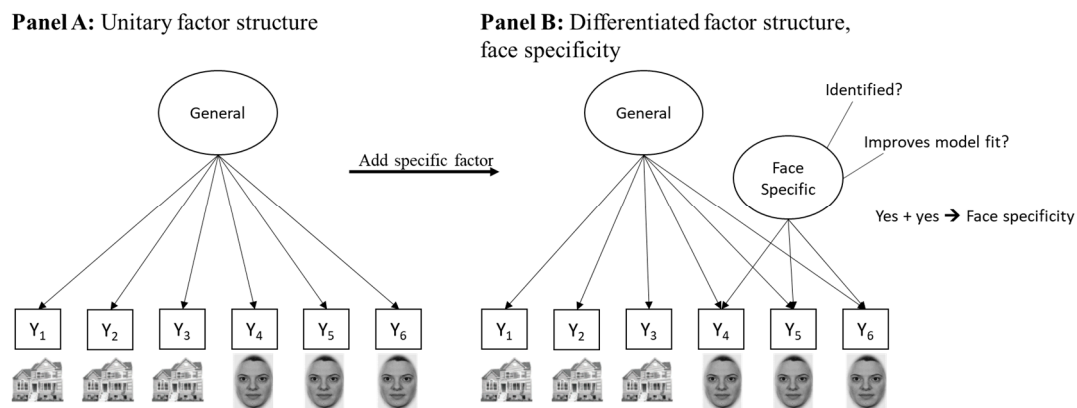 Panel A: Unitary factor structure
General
Y1
Y2
Y3
Y4
Y5
Y6
Add specific factor
Panel B: Differentiated factor structure,
face specificity
General
Identified?
Improves model fit?
Face
Specific
Yes + yes → Face specificity
Y1
Y2
Y3
Y4
Y5
Y6